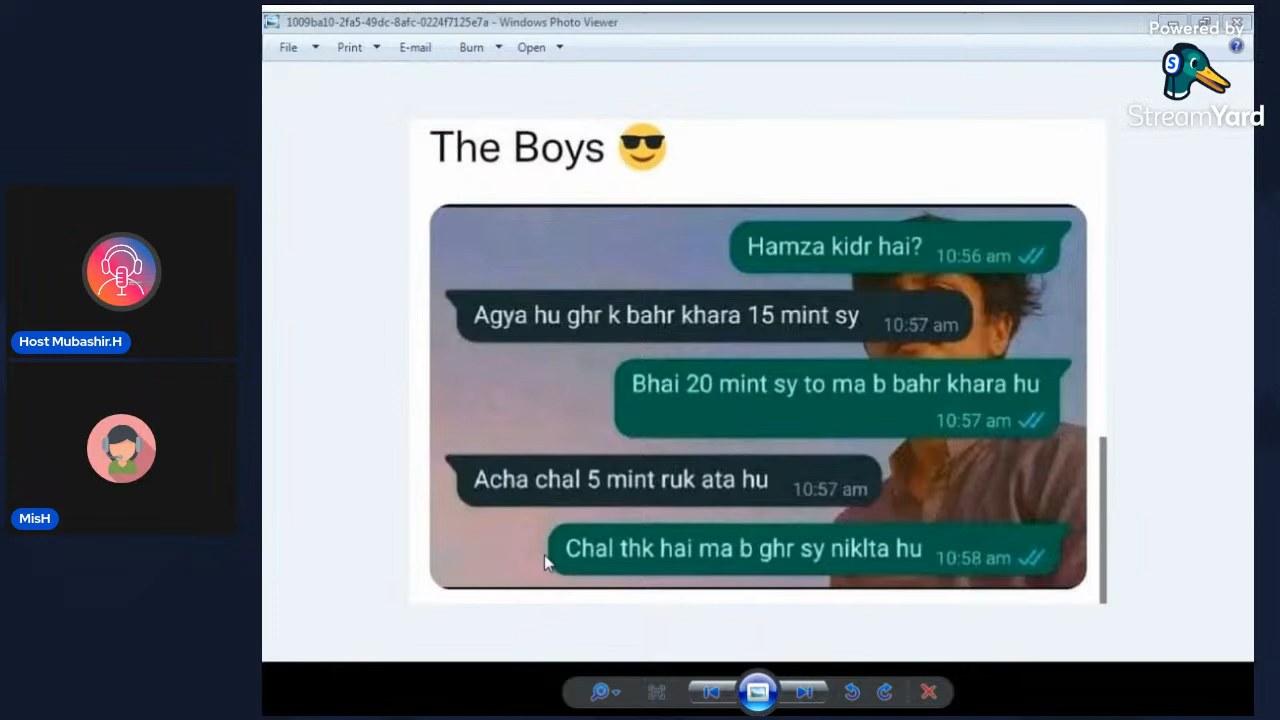 1009ba10-2fa5-49dc-8afc-0224f7125e7a - Windows Photo Viewer
Powered by
StreamYard
File Print E-mail Burn Open
The Boys 😎
Hamza kidr hai? 10:56 am
Agya hu ghr k bahr khara 15 mint sy 10:57 am
Bhai 20 mint sy to ma b bahr khara hu
10:57 am
Acha chal 5 mint ruk ata hu 10:57 am
Chal thk hai ma b ghr sy niklta hu 10:58 am
Host Mubashir.H
MisH